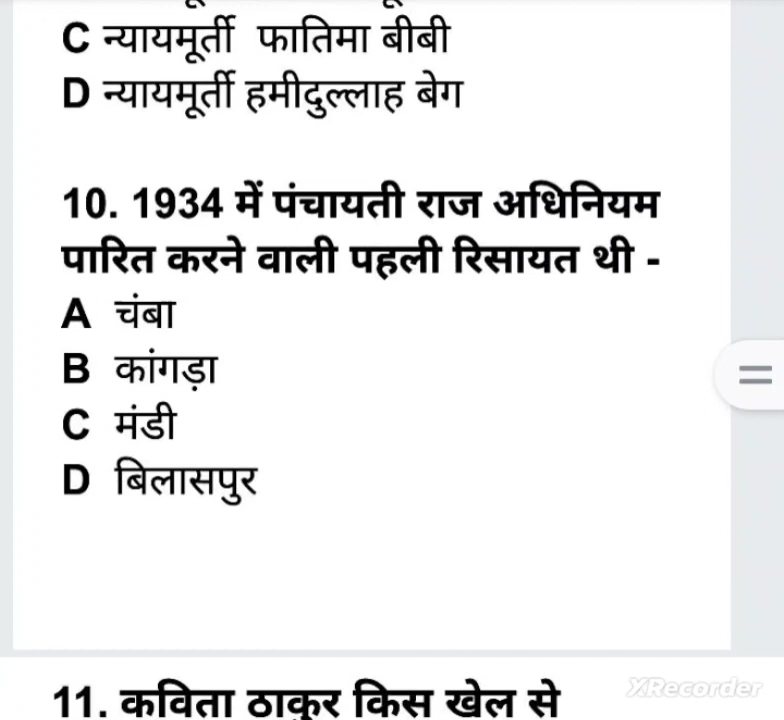 C न्यायमूर्ती फातिमा बीबी
D न्यायमूर्ती हमीदुल्लाह बेग
10. 1934 में पंचायती राज अधिनियम
पारित करने वाली पहली रिसायत थी -
A चंबा
B कांगड़ा
C मंडी
D बिलासपुर
11. कविता ठाकुर किस खेल से
XRecorder